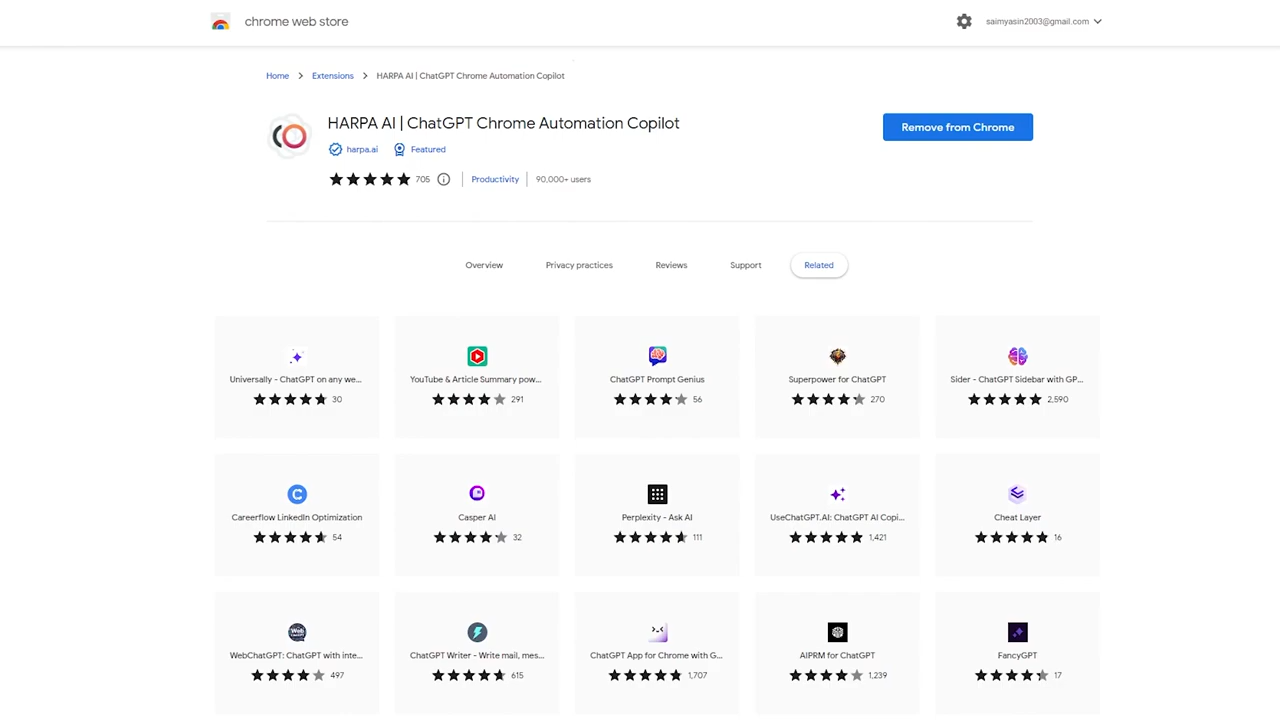 chrome web store
saimyasin2003@gmail.com
Home > Extensions > HARPA AI | ChatGPT Chrome Automation Copilot
HARPA AI | ChatGPT Chrome Automation Copilot
Remove from Chrome
harpa.ai Featured
705 Productivity 90,000+ users
Overview Privacy practices Reviews Support Related
Universally - ChatGPT on any we... YouTube & Article Summary pow... ChatGPT Prompt Genius Superpower for ChatGPT Sider - ChatGPT Sidebar with GP...
30 291 56 270 2,590
Careerflow LinkedIn Optimization Casper AI Perplexity - Ask AI UseChatGPT.AI: ChatGPT AI Copi... Cheat Layer
54 32 111 1,421 16
WebChatGPT: ChatGPT with inte... ChatGPT Writer - Write mail, mes... ChatGPT App for Chrome with G... AIPRM for ChatGPT FancyGPT
497 615 1,707 1,239 17